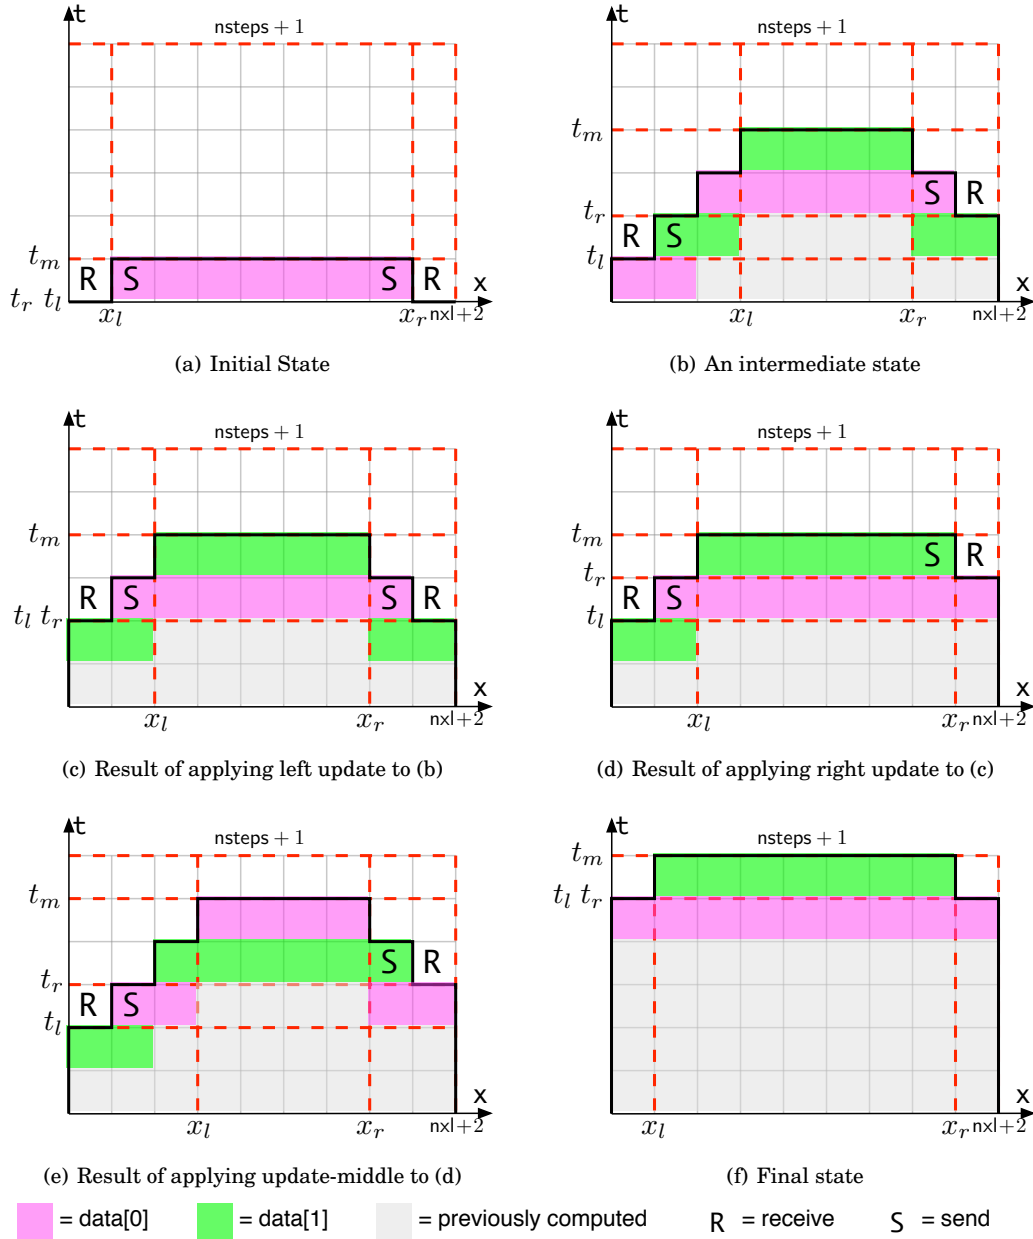 t
nsteps + 1
t_m
R S S R
x
t_r t_l
x_l x_r nxl+2
(a) Initial State
t
nsteps + 1
t_m
S R
t_r
R S
t_l
x
x_l x_r nxl+2
(b) An intermediate state
t
nsteps + 1
t_m
R S S R
t_l t_r
x
x_l x_r nxl+2
(c) Result of applying left update to (b)
t
nsteps + 1
t_m
S R
t_r
R S
t_l
x
x_l x_r nxl+2
(d) Result of applying right update to (c)
t
nsteps + 1
t_m
S R
t_r
R S
t_l
x
x_l x_r nxl+2
(e) Result of applying update-middle to (d)
t
nsteps + 1
t_m
t_l t_r
x
x_l x_r nxl+2
(f) Final state
= data[0] = data[1] = previously computed R = receive S = send